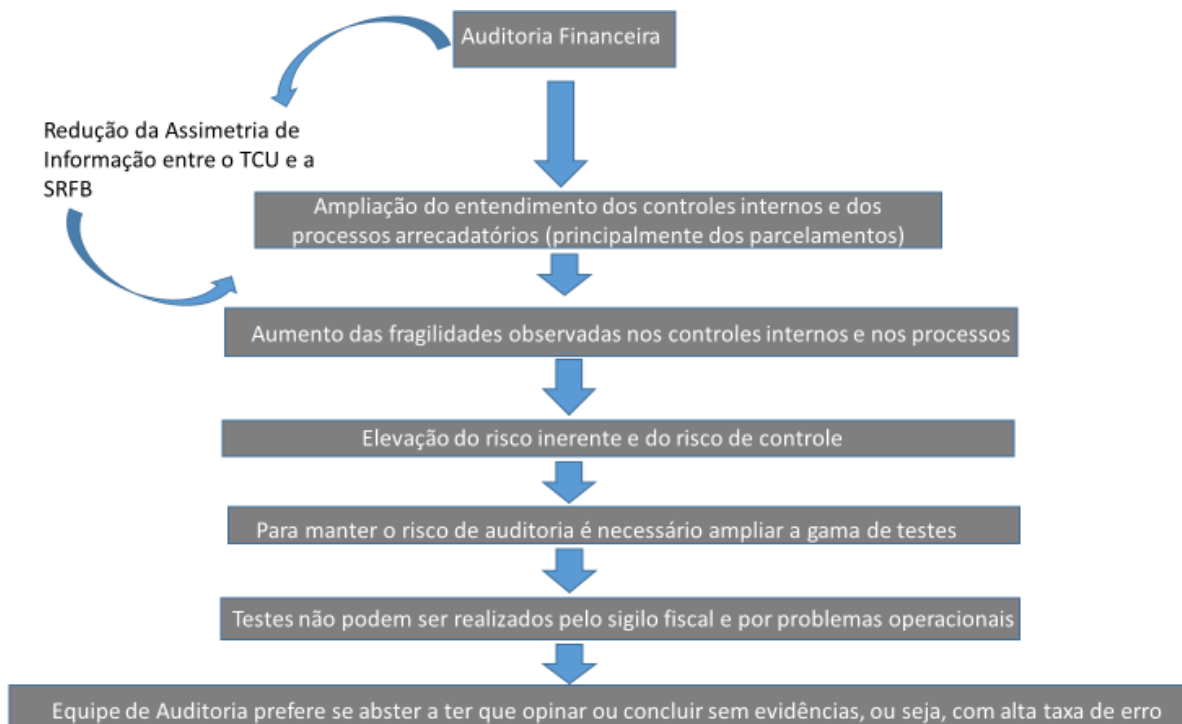 Auditoria Financeira
Redução da Assimetria de
Informação entre o TCU e a
SRFB
Ampliação do entendimento dos controles internos e dos
processos arrecadatórios (principalmente dos parcelamentos)
Aumento das fragilidades observadas nos controles internos e nos processos
Elevação do risco inerente e do risco de controle
Para manter o risco de auditoria é necessário ampliar a gama de testes
Testes não podem ser realizados pelo sigilo fiscal e por problemas operacionais
Equipe de Auditoria prefere se abster a ter que opinar ou concluir sem evidências, ou seja, com alta taxa de erro